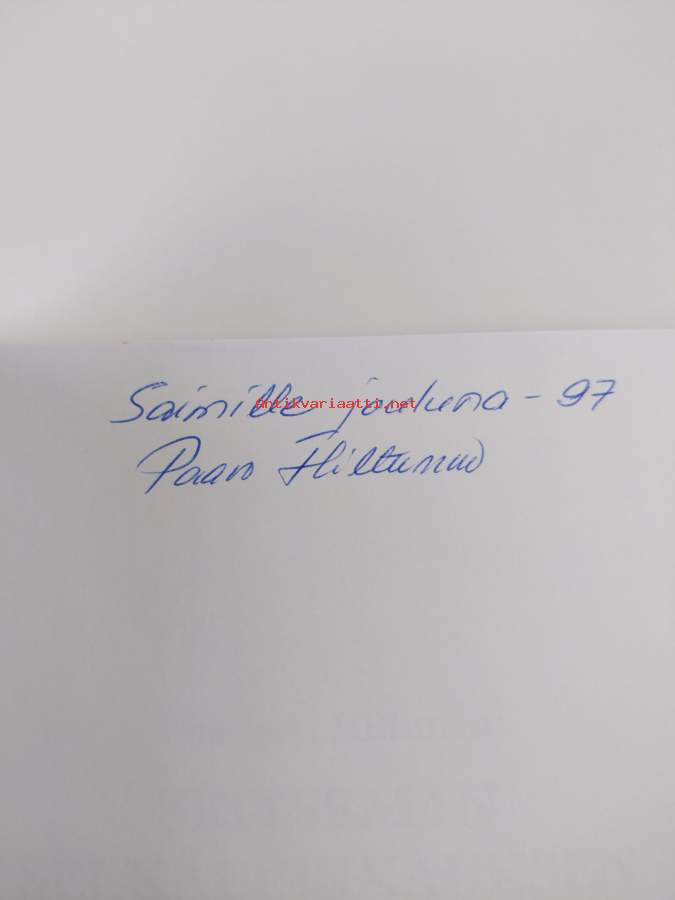 Saimille jouluna - 97
Antikvariaatti.net
Paavo Hiltunen